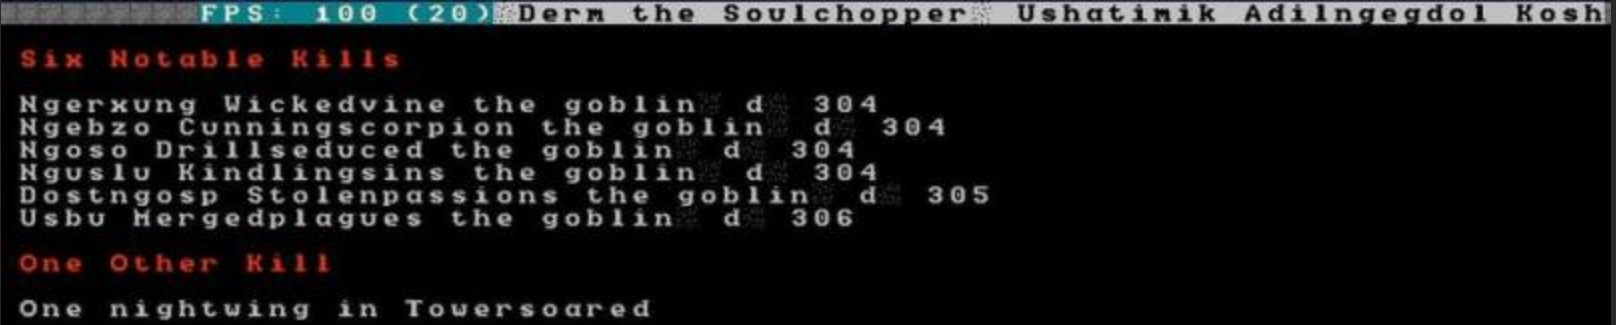 FPS: 100 (20) Derm the Soulchopper Ushatimik Adilngegdol Kosh
Six Notable Kills
Ngerxung Wickedvine the goblin d 304
Ngebzo Cunningscorpion the goblin d 304
Ngoso Drillseduced the goblin d 304
Nguslu Kindlingsins the goblin d 304
Dostngosp Stolenpassions the goblin d 305
Usbu Mergedplagues the goblin d 306
One Other Kill
One nightwing in Towersoared